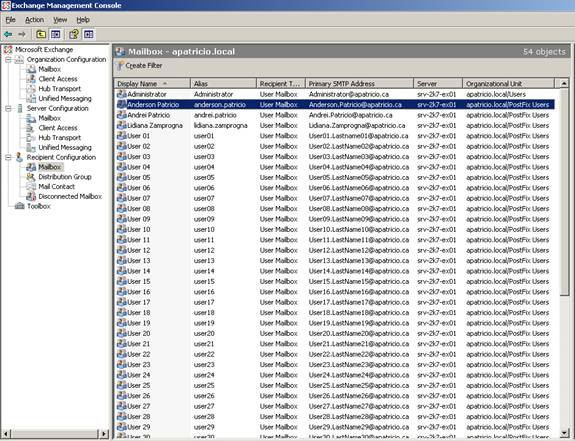 Exchange Management Console
File Action View Help
Microsoft Exchange
Organization Configuration
Mailbox
Client Access
Hub Transport
Unified Messaging
Server Configuration
Mailbox
Client Access
Hub Transport
Unified Messaging
Recipient Configuration
Mailbox
Distribution Group
Mail Contact
Disconnected Mailbox
Toolbox
Mailbox - apatricio.local 54 objects
Create Filter
Display Name Alias Recipient T... Primary SMTP Address Server Organizational Unit
Administrator Administrator User Mailbox Administrator@apatricio.ca srv-2k7-ex01 apatricio.local/Users
Anderson Patricio anderson.patricio User Mailbox Anderson.Patricio@apatricio.ca srv-2k7-ex01 apatricio.local/PostFix Users
Andrei Patricio andrei.patricio User Mailbox Andrei.Patricio@apatricio.ca srv-2k7-ex01 apatricio.local/PostFix Users
Lidiana Zamprogna lidiana.zamprogna User Mailbox Lidiana.Zamprogna@apatricio.ca srv-2k7-ex01 apatricio.local/PostFix Users
User 01 user01 User Mailbox User01.LastName01@apatricio.ca srv-2k7-ex01 apatricio.local/PostFix Users
User 02 user02 User Mailbox User02.LastName02@apatricio.ca srv-2k7-ex01 apatricio.local/PostFix Users
User 03 user03 User Mailbox User03.LastName03@apatricio.ca srv-2k7-ex01 apatricio.local/PostFix Users
User 04 user04 User Mailbox User04.LastName04@apatricio.ca srv-2k7-ex01 apatricio.local/PostFix Users
User 05 user05 User Mailbox User05.LastName05@apatricio.ca srv-2k7-ex01 apatricio.local/PostFix Users
User 06 user06 User Mailbox User06.LastName06@apatricio.ca srv-2k7-ex01 apatricio.local/PostFix Users
User 07 user07 User Mailbox User07.LastName07@apatricio.ca srv-2k7-ex01 apatricio.local/PostFix Users
User 08 user08 User Mailbox User08.LastName08@apatricio.ca srv-2k7-ex01 apatricio.local/PostFix Users
User 09 user09 User Mailbox User09.LastName09@apatricio.ca srv-2k7-ex01 apatricio.local/PostFix Users
User 10 user10 User Mailbox User10.LastName10@apatricio.ca srv-2k7-ex01 apatricio.local/PostFix Users
User 11 user11 User Mailbox User11.LastName11@apatricio.ca srv-2k7-ex01 apatricio.local/PostFix Users
User 12 user12 User Mailbox User12.LastName12@apatricio.ca srv-2k7-ex01 apatricio.local/PostFix Users
User 13 user13 User Mailbox User13.LastName13@apatricio.ca srv-2k7-ex01 apatricio.local/PostFix Users
User 14 user14 User Mailbox User14.LastName14@apatricio.ca srv-2k7-ex01 apatricio.local/PostFix Users
User 15 user15 User Mailbox User15.LastName15@apatricio.ca srv-2k7-ex01 apatricio.local/PostFix Users
User 16 user16 User Mailbox User16.LastName16@apatricio.ca srv-2k7-ex01 apatricio.local/PostFix Users
User 17 user17 User Mailbox User17.LastName17@apatricio.ca srv-2k7-ex01 apatricio.local/PostFix Users
User 18 user18 User Mailbox User18.LastName18@apatricio.ca srv-2k7-ex01 apatricio.local/PostFix Users
User 19 user19 User Mailbox User19.LastName19@apatricio.ca srv-2k7-ex01 apatricio.local/PostFix Users
User 20 user20 User Mailbox User20.LastName20@apatricio.ca srv-2k7-ex01 apatricio.local/PostFix Users
User 21 user21 User Mailbox User21.LastName21@apatricio.ca srv-2k7-ex01 apatricio.local/PostFix Users
User 22 user22 User Mailbox User22.LastName22@apatricio.ca srv-2k7-ex01 apatricio.local/PostFix Users
User 23 user23 User Mailbox User23.LastName23@apatricio.ca srv-2k7-ex01 apatricio.local/PostFix Users
User 24 user24 User Mailbox User24.LastName24@apatricio.ca srv-2k7-ex01 apatricio.local/PostFix Users
User 25 user25 User Mailbox User25.LastName25@apatricio.ca srv-2k7-ex01 apatricio.local/PostFix Users
User 26 user26 User Mailbox User26.LastName26@apatricio.ca srv-2k7-ex01 apatricio.local/PostFix Users
User 27 user27 User Mailbox User27.LastName27@apatricio.ca srv-2k7-ex01 apatricio.local/PostFix Users
User 28 user28 User Mailbox User28.LastName28@apatricio.ca srv-2k7-ex01 apatricio.local/PostFix Users
User 29 user29 User Mailbox User29.LastName29@apatricio.ca srv-2k7-ex01 apatricio.local/PostFix Users